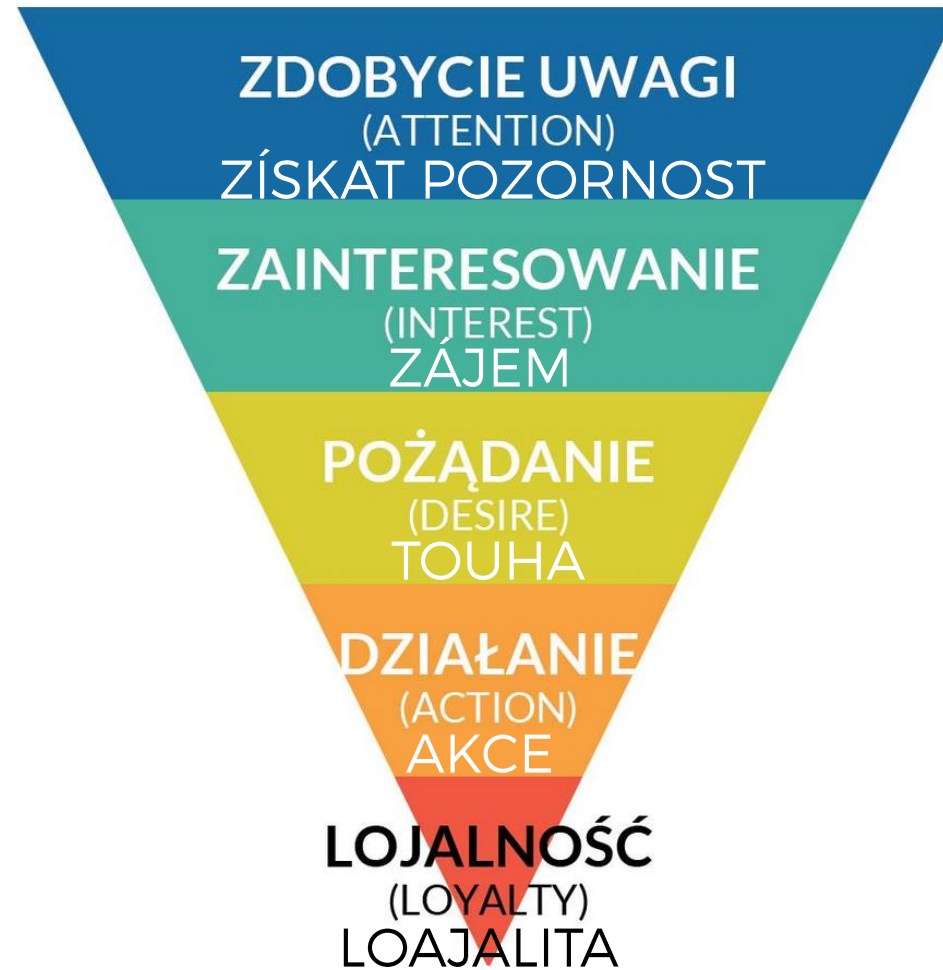 ZDOBYCIE UWAGI
(ATTENTION)
ZÍSKAT POZORNOST
ZAINTERESOWANIE
(INTEREST)
ZÁJEM
POŻĄDANIE
(DESIRE)
TOUHA
DZIAŁANIE
(ACTION)
AKCE
LOJALNOŚĆ
(LOYALTY)
LOAJALITA